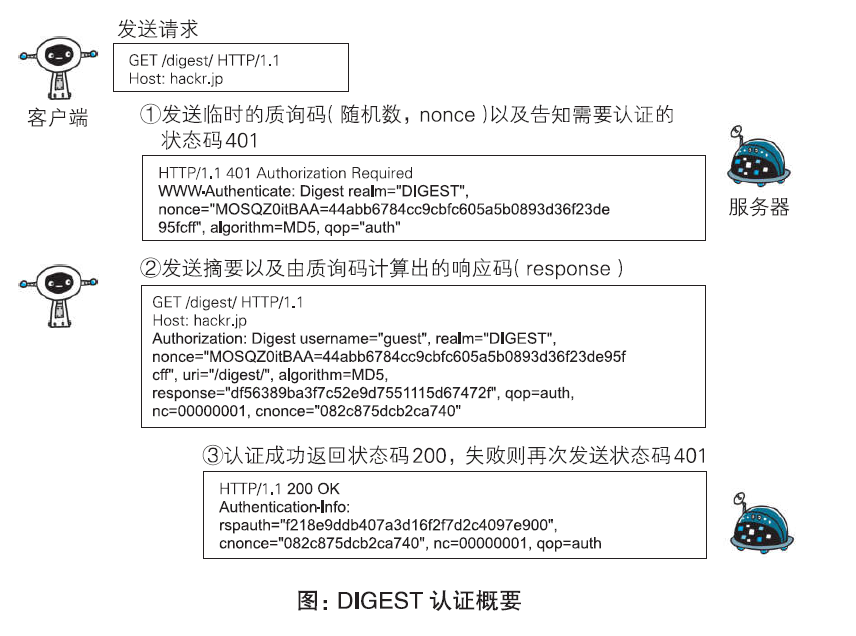 发送请求
GET /digest/ HTTP/1.1
Host: hackr.jp
客户端
①发送临时的质询码(随机数，nonce)以及告知需要认证的
状态码401
HTTP/1.1 401 Authorization Required
WWW-Authenticate: Digest realm="DIGEST",
nonce="MOSQZ0itBAA=44abb6784cc9cbfc605a5b0893d36f23de
95fcff", algorithm=MD5, qop="auth"
服务器
②发送摘要以及由质询码计算出的响应码(response)
GET /digest/ HTTP/1.1
Host: hackr.jp
Authorization: Digest username="guest", realm="DIGEST",
nonce="MOSQZ0itBAA=44abb6784cc9cbfc605a5b0893d36f23de95f
cff", uri="/digest/", algorithm=MD5,
response="df56389ba3f7c52e9d7551115d67472f", qop=auth,
nc=00000001, cnonce="082c875dcb2ca740"
③认证成功返回状态码200，失败则再次发送状态码401
HTTP/1.1 200 OK
Authentication-Info:
rspauth="f218e9ddb407a3d16f2f7d2c4097e900",
cnonce="082c875dcb2ca740", nc=00000001, qop=auth
图：DIGEST 认证概要